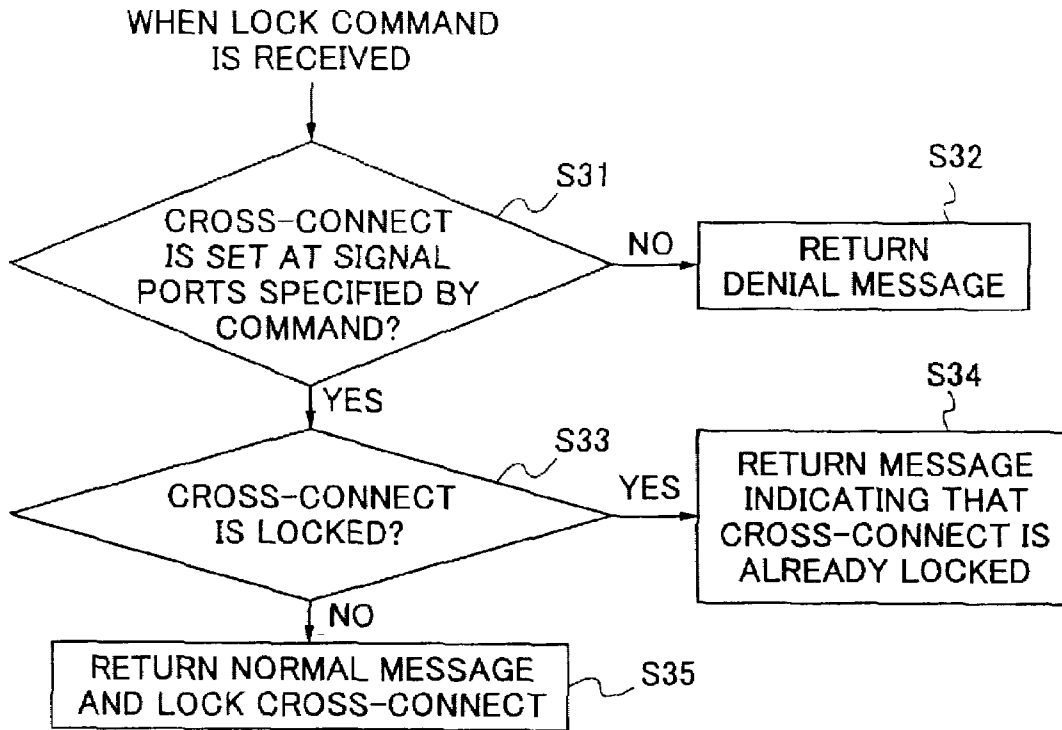 WHEN LOCK COMMAND
IS RECEIVED
S31
CROSS-CONNECT
IS SET AT SIGNAL
PORTS SPECIFIED BY
COMMAND?
NO
S32
RETURN
DENIAL MESSAGE
YES
S33
CROSS-CONNECT
IS LOCKED?
YES
S34
RETURN MESSAGE
INDICATING THAT
CROSS-CONNECT IS
ALREADY LOCKED
NO
RETURN NORMAL MESSAGE
AND LOCK CROSS-CONNECT
S35